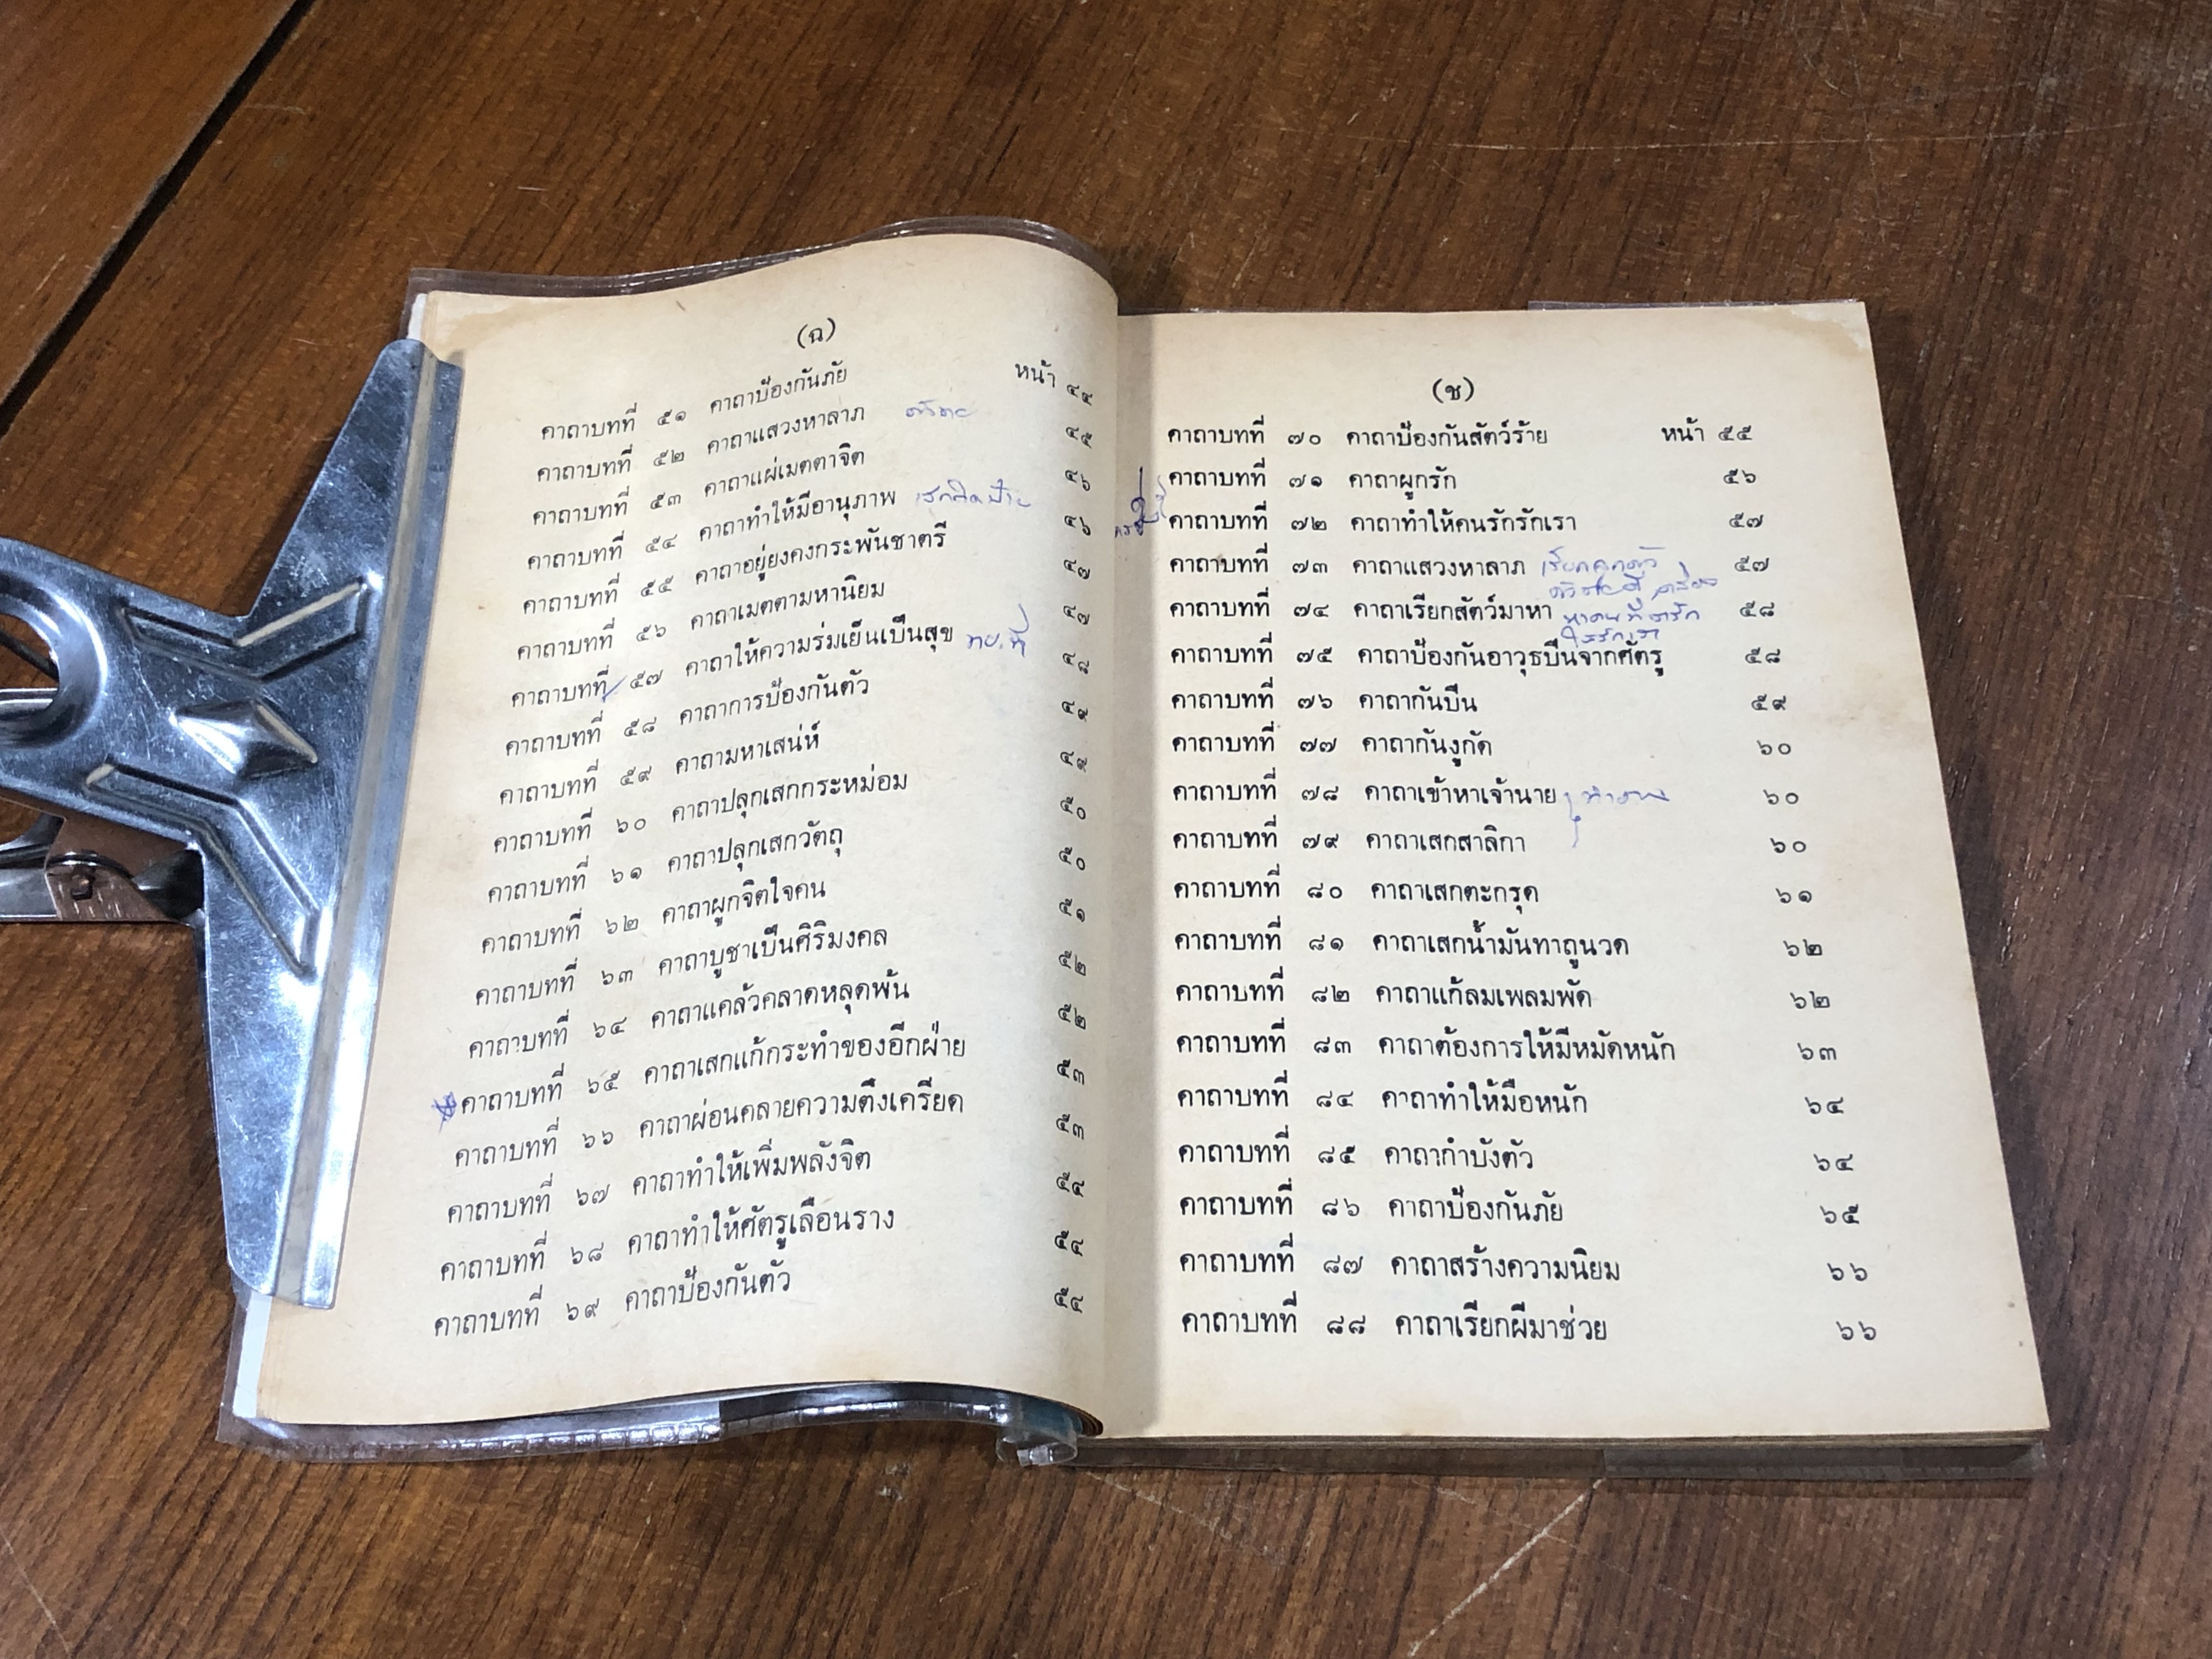 (ฉ)
หน้า
คาถาบทที่ ๕๑ คาถาป้องกันภัย ๔๔
คาถาบทที่ ๕๒ คาถาแสวงหาลาภ ๔๕
คาถาบทที่ ๕๓ คาถาแผ่เมตตาจิต ๔๖
คาถาบทที่ ๕๔ คาถาทำให้มีอานุภาพ ๔๖
คาถาบทที่ ๕๕ คาถาอยู่ยงคงกระพันชาตรี ๔๗
คาถาบทที่ ๕๖ คาถาเมตตามหานิยม ๔๗
คาถาบทที่ ๕๗ คาถาให้ความร่มเย็นเป็นสุข ๔๘
คาถาบทที่ ๕๘ คาถาการป้องกันตัว ๔๙
คาถาบทที่ ๕๙ คาถามหาเสน่ห์ ๔๙
คาถาบทที่ ๖๐ คาถาปลุกเสกกระหม่อม ๕๐
คาถาบทที่ ๖๑ คาถาปลุกเสกวัตถุ ๕๐
คาถาบทที่ ๖๒ คาถาผูกจิตใจคน ๕๑
คาถาบทที่ ๖๓ คาถาบูชาเป็นศิริมงคล ๕๒
คาถาบทที่ ๖๔ คาถาแคล้วคลาดหลุดพ้น ๕๒
คาถาบทที่ ๖๕ คาถาเสกแก้กระทำของอีกฝ่าย ๕๓
คาถาบทที่ ๖๖ คาถาผ่อนคลายความตึงเครียด ๕๓
คาถาบทที่ ๖๗ คาถาทำให้เพิ่มพลังจิต ๕๔
คาถาบทที่ ๖๘ คาถาทำให้ศัตรูเลือนราง ๕๔
คาถาบทที่ ๖๙ คาถาป้องกันตัว ๕๔
(ช)
คาถาบทที่ ๗๐ คาถาป้องกันสัตว์ร้าย หน้า ๕๕
คาถาบทที่ ๗๑ คาถาผูกรัก ๕๖
คาถาบทที่ ๗๒ คาถาทำให้คนรักรักเรา ๕๗
คาถาบทที่ ๗๓ คาถาแสวงหาลาภ ๕๗
คาถาบทที่ ๗๔ คาถาเรียกสัตว์มาหา ๕๘
คาถาบทที่ ๗๕ คาถาป้องกันอาวุธปืนจากศัตรู ๕๘
คาถาบทที่ ๗๖ คาถากันปืน ๕๙
คาถาบทที่ ๗๗ คาถากันงูกัด ๖๐
คาถาบทที่ ๗๘ คาถาเข้าหาเจ้านาย ๖๐
คาถาบทที่ ๗๙ คาถาเสกสาลิกา ๖๐
คาถาบทที่ ๘๐ คาถาเสกตะกรุด ๖๑
คาถาบทที่ ๘๑ คาถาเสกน้ำมันทาถูนวด ๖๒
คาถาบทที่ ๘๒ คาถาแก้ลมเพลมพัด ๖๒
คาถาบทที่ ๘๓ คาถาต้องการให้มีหมัดหนัก ๖๓
คาถาบทที่ ๘๔ คาถาทำให้มือหนัก ๖๔
คาถาบทที่ ๘๕ คาถากำบังตัว ๖๔
คาถาบทที่ ๘๖ คาถาป้องกันภัย ๖๕
คาถาบทที่ ๘๗ คาถาสร้างความนิยม ๖๖
คาถาบทที่ ๘๘ คาถาเรียกผีมาช่วย ๖๖